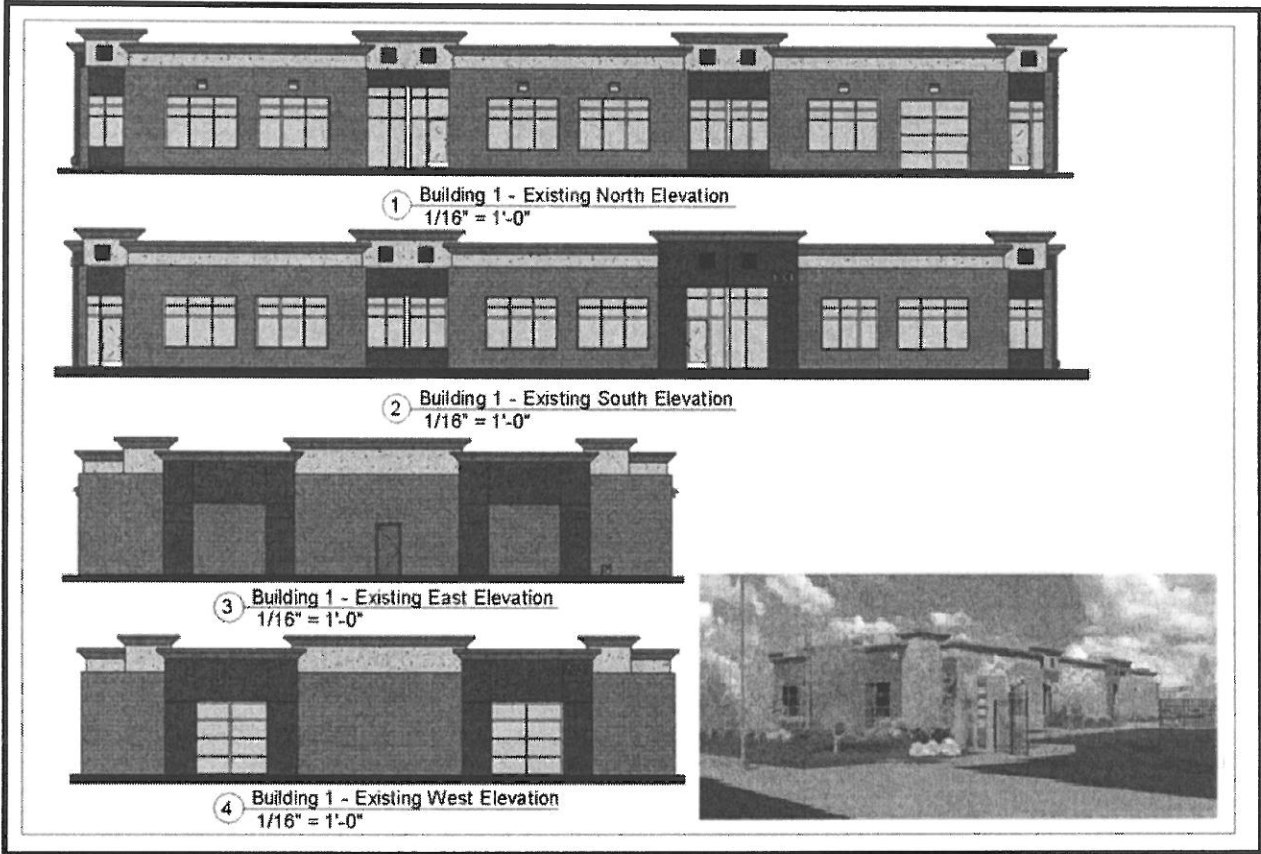 1 Building 1 - Existing North Elevation
1/16" = 1'-0"
2 Building 1 - Existing South Elevation
1/16" = 1'-0"
3 Building 1 - Existing East Elevation
1/16" = 1'-0"
4 Building 1 - Existing West Elevation
1/16" = 1'-0"